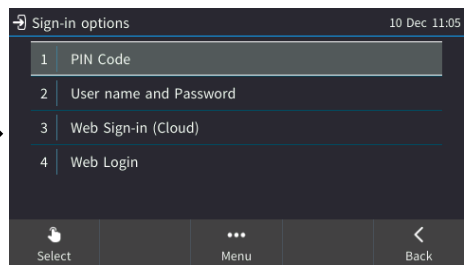 Sign-in options 10 Dec 11:05
1 PIN Code
2 User name and Password
3 Web Sign-in (Cloud)
4 Web Login
Select Menu Back